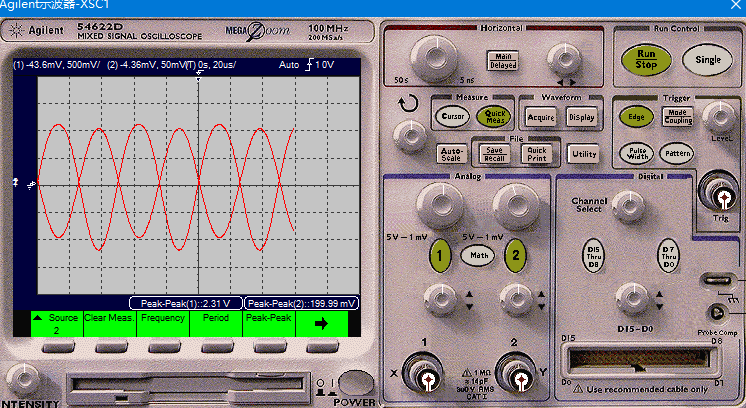 Agilent示波器-XSC1
Agilent
54622D
MIXED SIGNAL OSCILLOSCOPE
MEGA Zoom
100 MHz
200 MSa/s
(1) -43.6mV, 500mV/ (2) -4.36mV, 50mV/(T) 0s, 20us/ Auto 1 0V
Peak-Peak(1)::2.31 V
Peak-Peak(2)::199.99 mV
Source
2
Clear Meas.
Frequency
Period
Peak-Peak
INTENSITY
POWER
Horizontal
Main
Delayed
50 s
5 ns
Run Control
Run
Stop
Single
Measure
Cursor
Quick
Meas
Waveform
Acquire
Display
Trigger
Edge
Mode
Coupling
Level
File
Auto-
Scale
Save
Recall
Quick
Print
Utility
Pulse
Width
Pattern
Trig
Analog
5 V – 1 mV
5 V – 1 mV
1
Math
2
Digital
Channel
Select
D15
Thru
D8
D7
Thru
D0
D15-D0
Probe Comp
1
2
X
Y
1 MΩ
≈ 14pF
300 V RMS
CAT I
D15
D8
D0
D1
Use recommended cable only